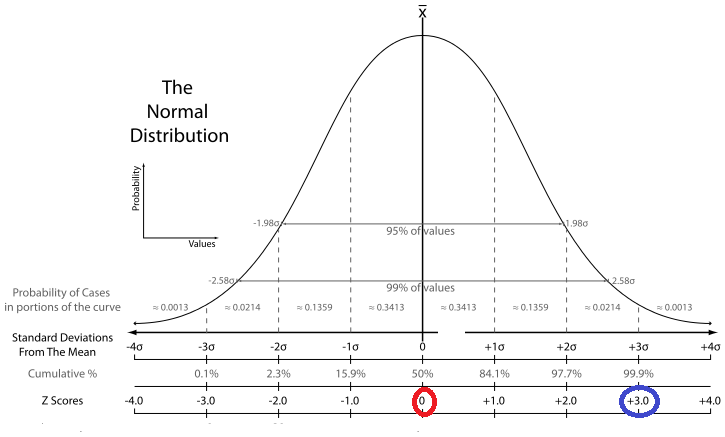 X̄
The
Normal
Distribution
Probability
Values
-1.98σ 1.98σ
95% of values
-2.58σ 2.58σ
99% of values
Probability of Cases
in portions of the curve
≈ 0.0013 ≈ 0.0214 ≈ 0.1359 ≈ 0.3413 ≈ 0.3413 ≈ 0.1359 ≈ 0.0214 ≈ 0.0013
Standard Deviations
From The Mean
-4σ -3σ -2σ -1σ 0 +1σ +2σ +3σ +4σ
Cumulative % 0.1% 2.3% 15.9% 50% 84.1% 97.7% 99.9%
Z Scores -4.0 -3.0 -2.0 -1.0 0 +1.0 +2.0 +3.0 +4.0